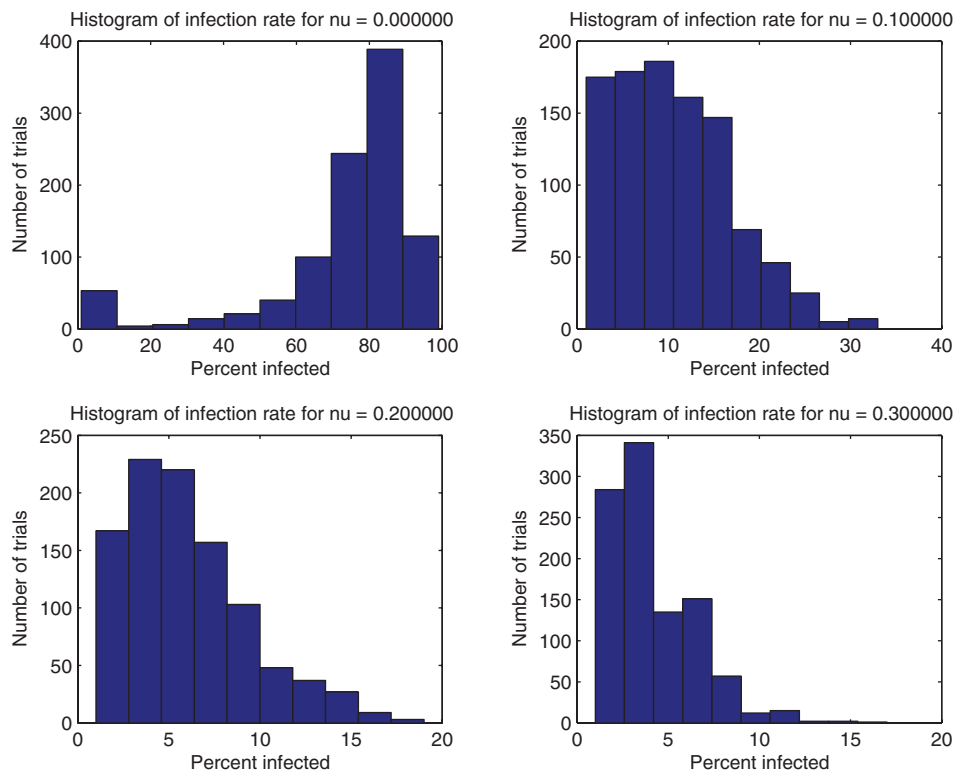 Histogram of infection rate for nu = 0.000000
400
300
200
100
0
0 20 40 60 80 100
Number of trials
Percent infected
Histogram of infection rate for nu = 0.100000
200
150
100
50
0
0 10 20 30 40
Number of trials
Percent infected
Histogram of infection rate for nu = 0.200000
250
200
150
100
50
0
0 5 10 15 20
Number of trials
Percent infected
Histogram of infection rate for nu = 0.300000
350
300
250
200
150
100
50
0
0 5 10 15 20
Number of trials
Percent infected